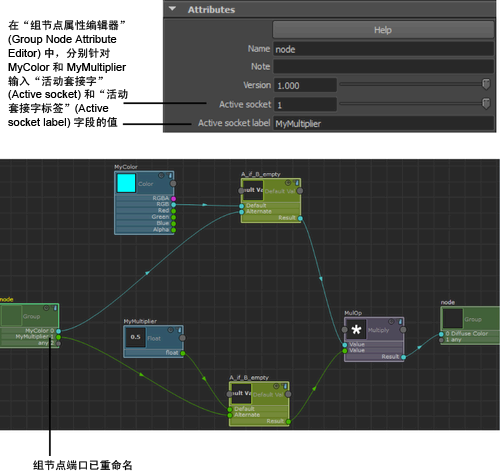 在“组节点属性编辑器”
(Group Node Attribute
Editor) 中，分别针对
MyColor 和 MyMultiplier
输入“活动套接字”
(Active socket) 和“活动
套接字标签”(Active
socket label) 字段的值
Attributes
Help
Name node
Note
Version 1.000
Active socket 1
Active socket label MyMultiplier
MyColor
Color
RGBA
RGB
Red
Green
Blue
Alpha
A_if_B_empty
ult Va
Default Val
Default
Alternate
Result
node
Group
MyColor 0
MyMultiplier 1
any 2
MyMultiplier
0.5
Float
float
A_if_B_empty
ult Va
Default Val
Default
Alternate
Result
MulOp
*
Multiply
Value
Value
Result
node
Group
0 Diffuse Color
1 any
组节点端口已重命名